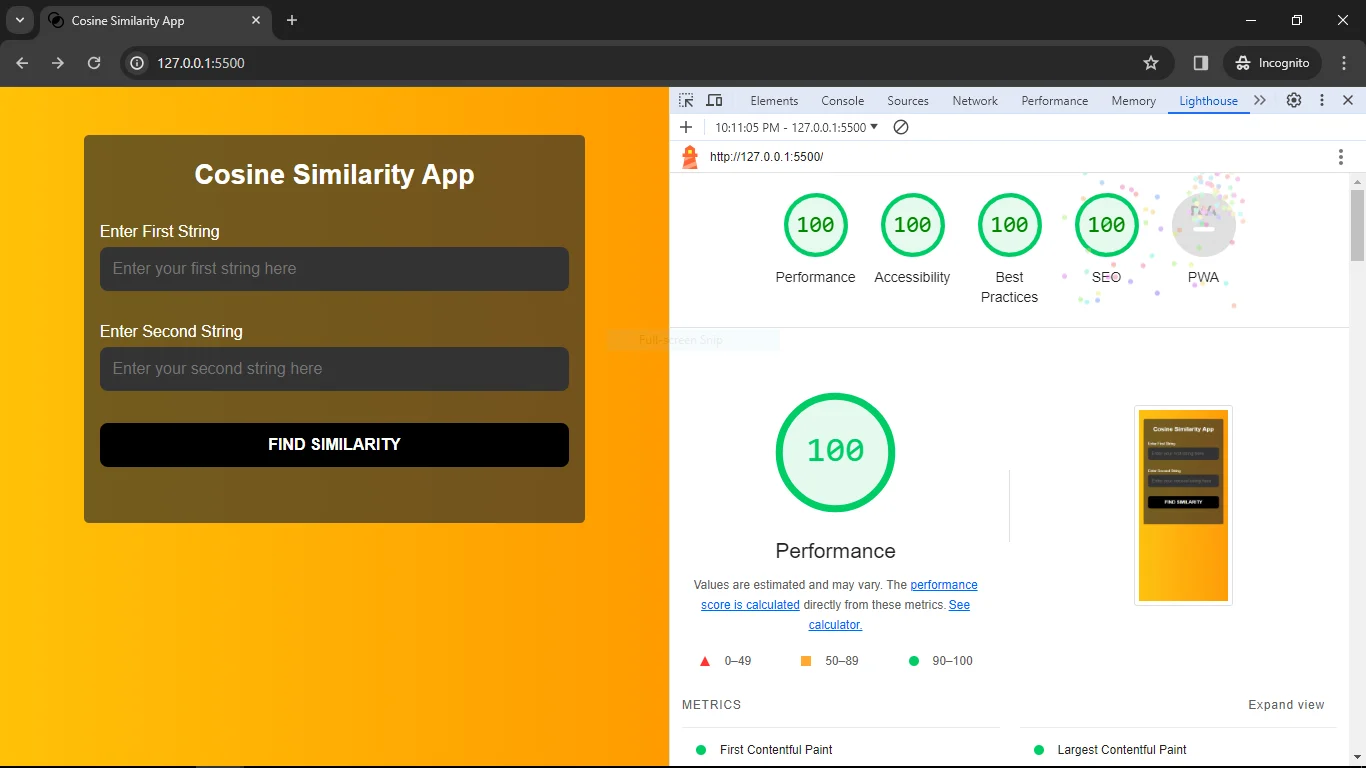 Cosine Similarity App
127.0.0.1:5500
Incognito
Cosine Similarity App
Enter First String
Enter your first string here
Enter Second String
Enter your second string here
FIND SIMILARITY
Elements Console Sources Network Performance Memory Lighthouse
10:11:05 PM - 127.0.0.1:5500
http://127.0.0.1:5500/
100 100 100 100
Performance Accessibility Best Practices SEO PWA
Full-screen Snip
100
Performance
Values are estimated and may vary. The performance
score is calculated directly from these metrics. See
calculator.
0–49 50–89 90–100
Cosine Similarity App
Enter First String
Enter your first string here
Enter Second String
Enter your second string here
FIND SIMILARITY
METRICS Expand view
First Contentful Paint Largest Contentful Paint